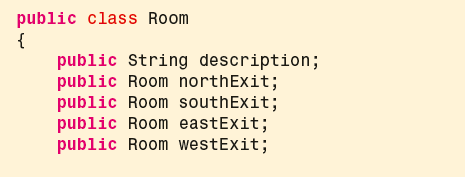 public class Room
{
    public String description;
    public Room northExit;
    public Room southExit;
    public Room eastExit;
    public Room westExit;